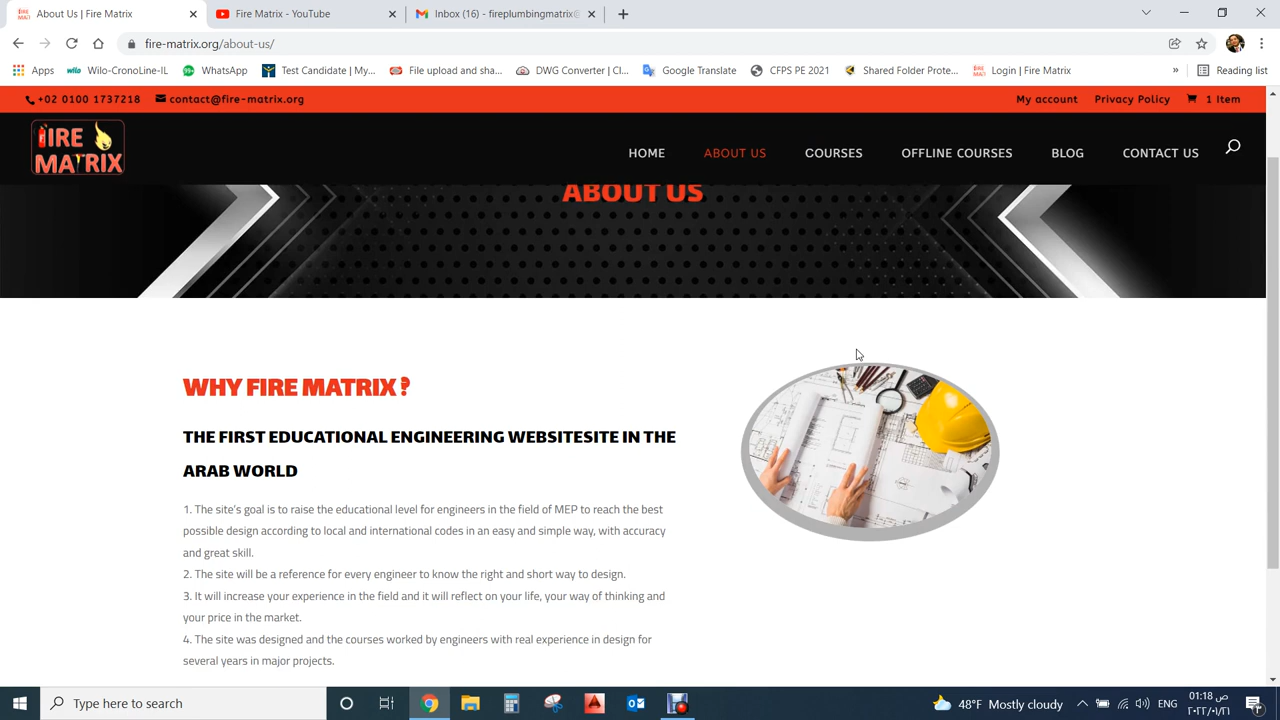 About Us | Fire Matrix
Fire Matrix - YouTube
Inbox (16) - fireplumbingmatrix@
fire-matrix.org/about-us/
Apps
Wilo-CronoLine-IL
WhatsApp
Test Candidate | My...
File upload and sha...
DWG Converter | Cl...
Google Translate
CFPS PE 2021
Shared Folder Prote...
Login | Fire Matrix
»
Reading list
+02 0100 1737218
contact@fire-matrix.org
My account
Privacy Policy
1 Item
FIRE MATRIX
HOME
ABOUT US
COURSES
OFFLINE COURSES
BLOG
CONTACT US
ABOUT US
WHY FIRE MATRIX ?
THE FIRST EDUCATIONAL ENGINEERING WEBSITESITE IN THE
ARAB WORLD
1. The site's goal is to raise the educational level for engineers in the field of MEP to reach the best
possible design according to local and international codes in an easy and simple way, with accuracy
and great skill.
2. The site will be a reference for every engineer to know the right and short way to design.
3. It will increase your experience in the field and it will reflect on your life, your way of thinking and
your price in the market.
4. The site was designed and the courses worked by engineers with real experience in design for
several years in major projects.
Type here to search
48°F Mostly cloudy
ENG
01:18 ص